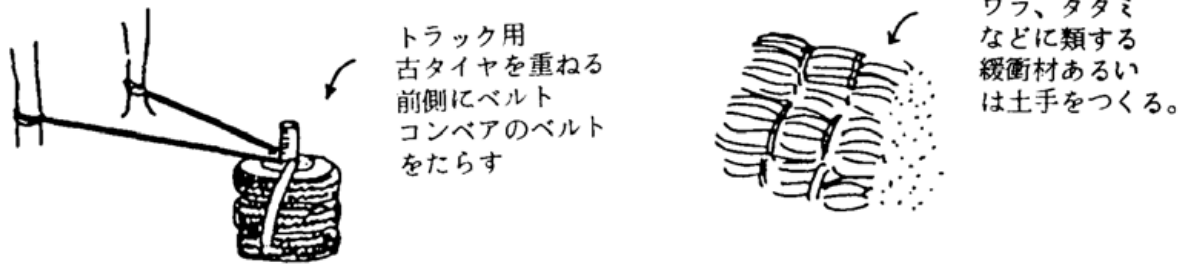 トラック用
古タイヤを重ねる
前側にベルト
コンベアのベルト
をたらす
ワラ、タタミ
などに類する
緩衝材あるい
は土手をつくる。